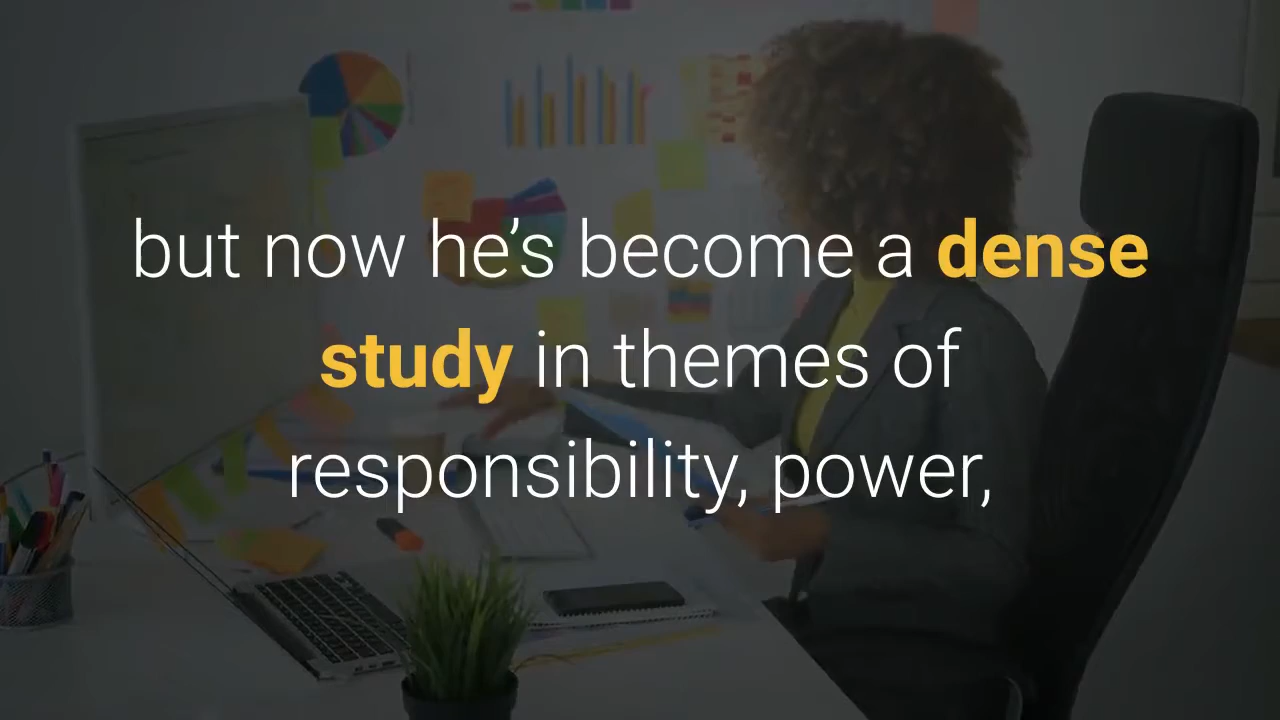 but now he’s become a dense
study in themes of
responsibility, power,